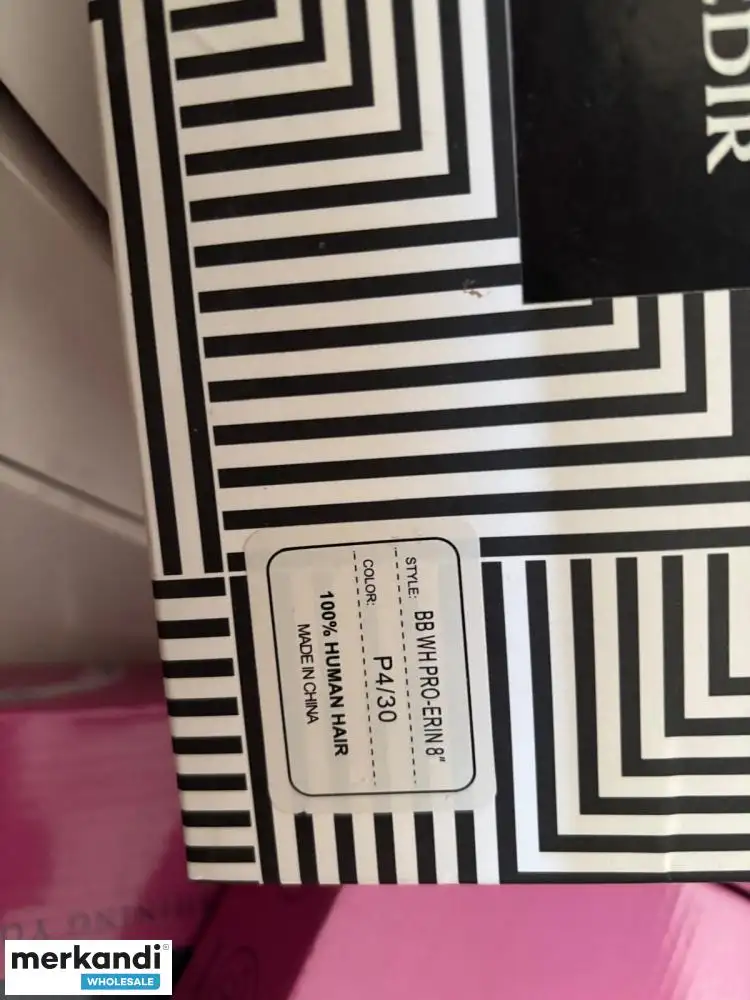 STYLE: BB WH PRO-ERIN 8"
COLOR: P4/30
100% HUMAN HAIR
MADE IN CHINA
merkandi®
WHOLESALE